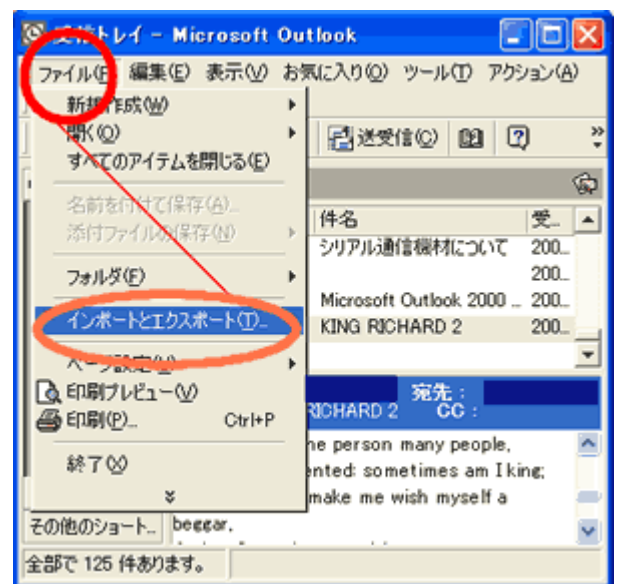 受信トレイ - Microsoft Outlook
ファイル(F) 編集(E) 表示(V) お気に入り(O) ツール(T) アクション(A)
新規作成(W)
開く(O)
すべてのアイテムを閉じる(E)
名前を付けて保存(A)...
添付ファイルの保存(N)
フォルダ(F)
インポートとエクスポート(T)...
ページ設定(U)
印刷プレビュー(V)
印刷(P)... Ctrl+P
終了(X)
送受信(C)
件名 受...
シリアル通信機材について 200...
200...
Microsoft Outlook 2000 ... 200...
KING RICHARD 2 200...
宛先 :
RICHARD 2 CC :
he person many people,
nted: sometimes am I king;
make me wish myself a
beggar,
その他のショート...
全部で 125 件あります。